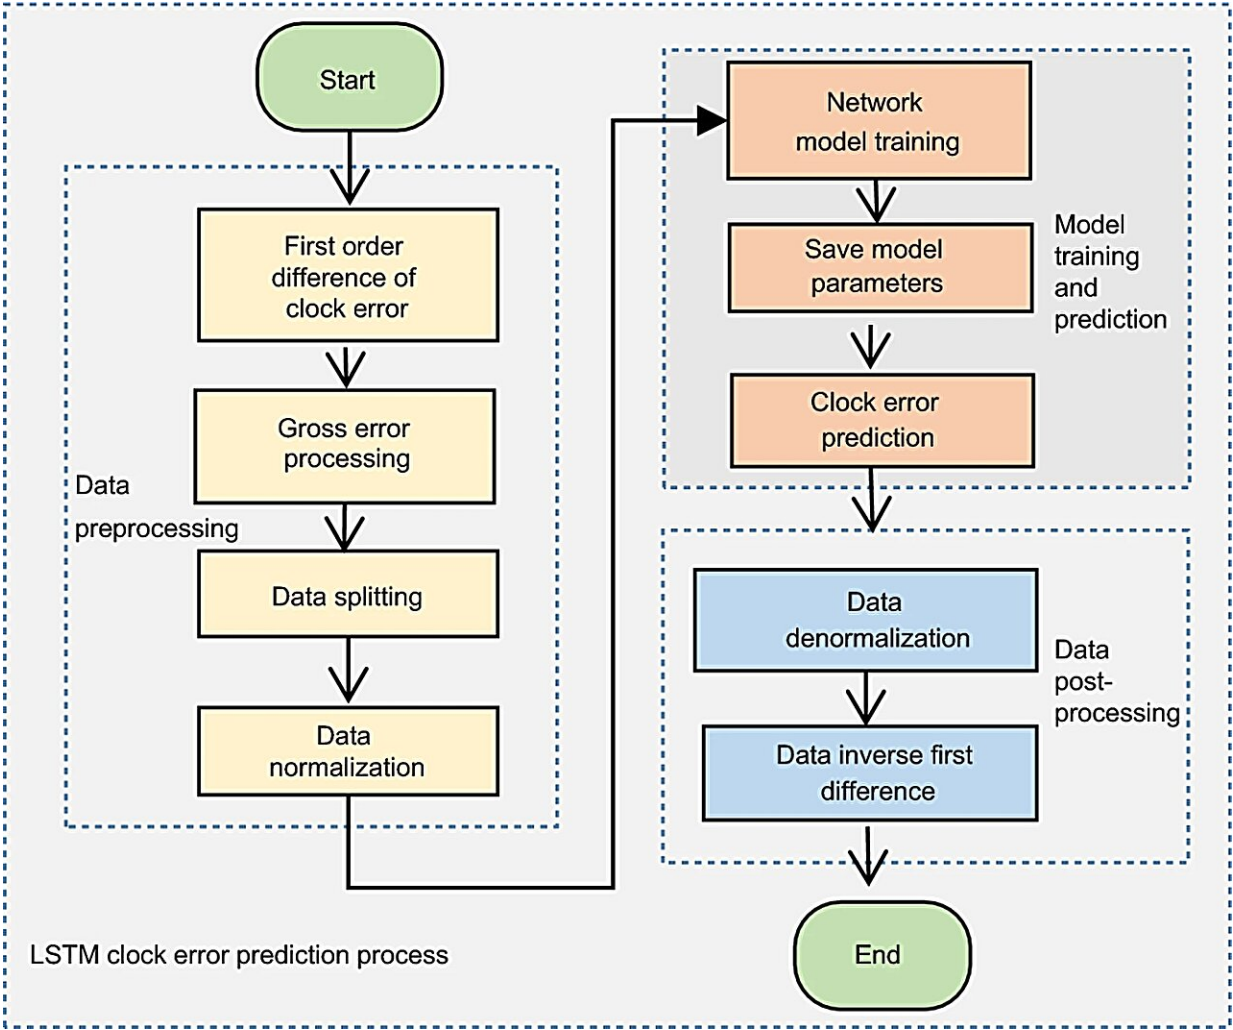 Start
First order
difference of
clock error
Gross error
processing
Data
preprocessing
Data splitting
Data
normalization
LSTM clock error prediction process
Network
model training
Save model
parameters
Model
training
and
prediction
Clock error
prediction
Data
denormalization
Data
post-
processing
Data inverse first
difference
End